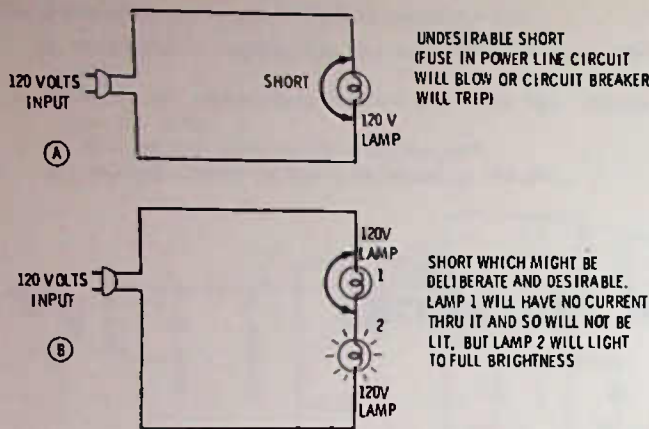 UNDESIRABLE SHORT
(FUSE IN POWER LINE CIRCUIT
WILL BLOW OR CIRCUIT BREAKER
WILL TRIP)
120 VOLTS
INPUT
SHORT
120 V
LAMP
A
120V
LAMP
1
120 VOLTS
INPUT
2
B
120V
LAMP
SHORT WHICH MIGHT BE
DELIBERATE AND DESIRABLE.
LAMP 1 WILL HAVE NO CURRENT
THRU IT AND SO WILL NOT BE
LIT, BUT LAMP 2 WILL LIGHT
TO FULL BRIGHTNESS